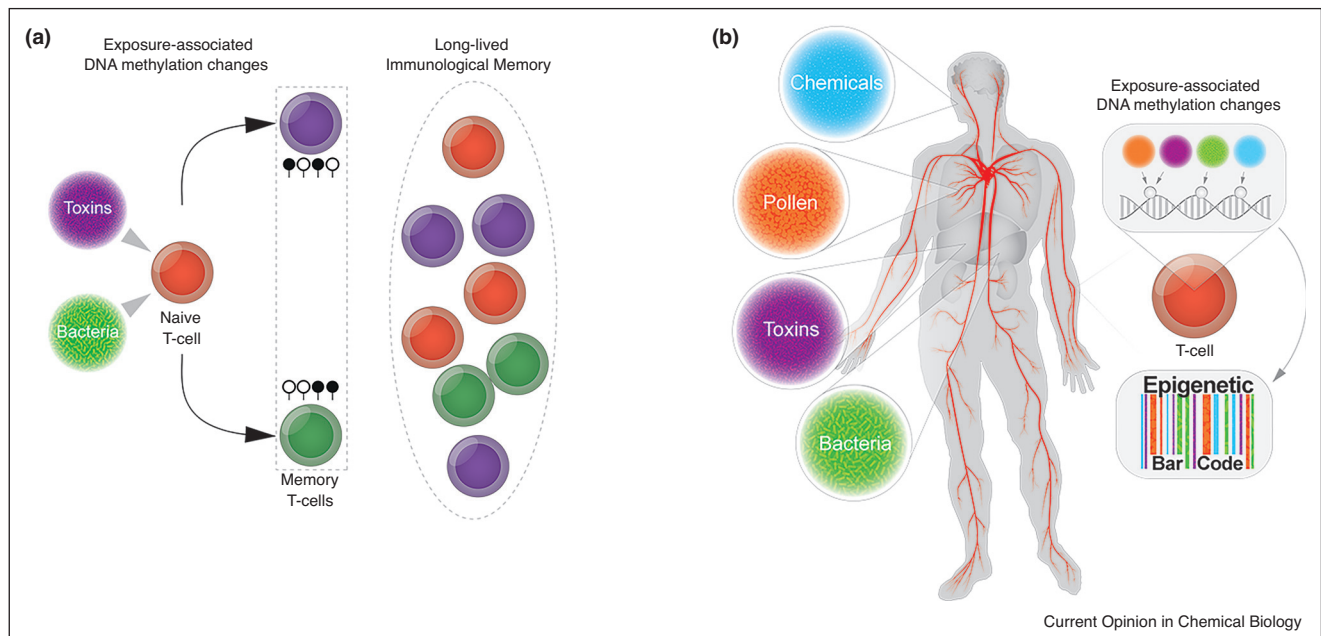 (a)
Exposure-associated
DNA methylation changes
Long-lived
Immunological Memory
Toxins
Bacteria
Naive
T-cell
Memory
T-cells
(b)
Chemicals
Pollen
Toxins
Bacteria
Exposure-associated
DNA methylation changes
T-cell
Epigenetic
Bar Code
Current Opinion in Chemical Biology